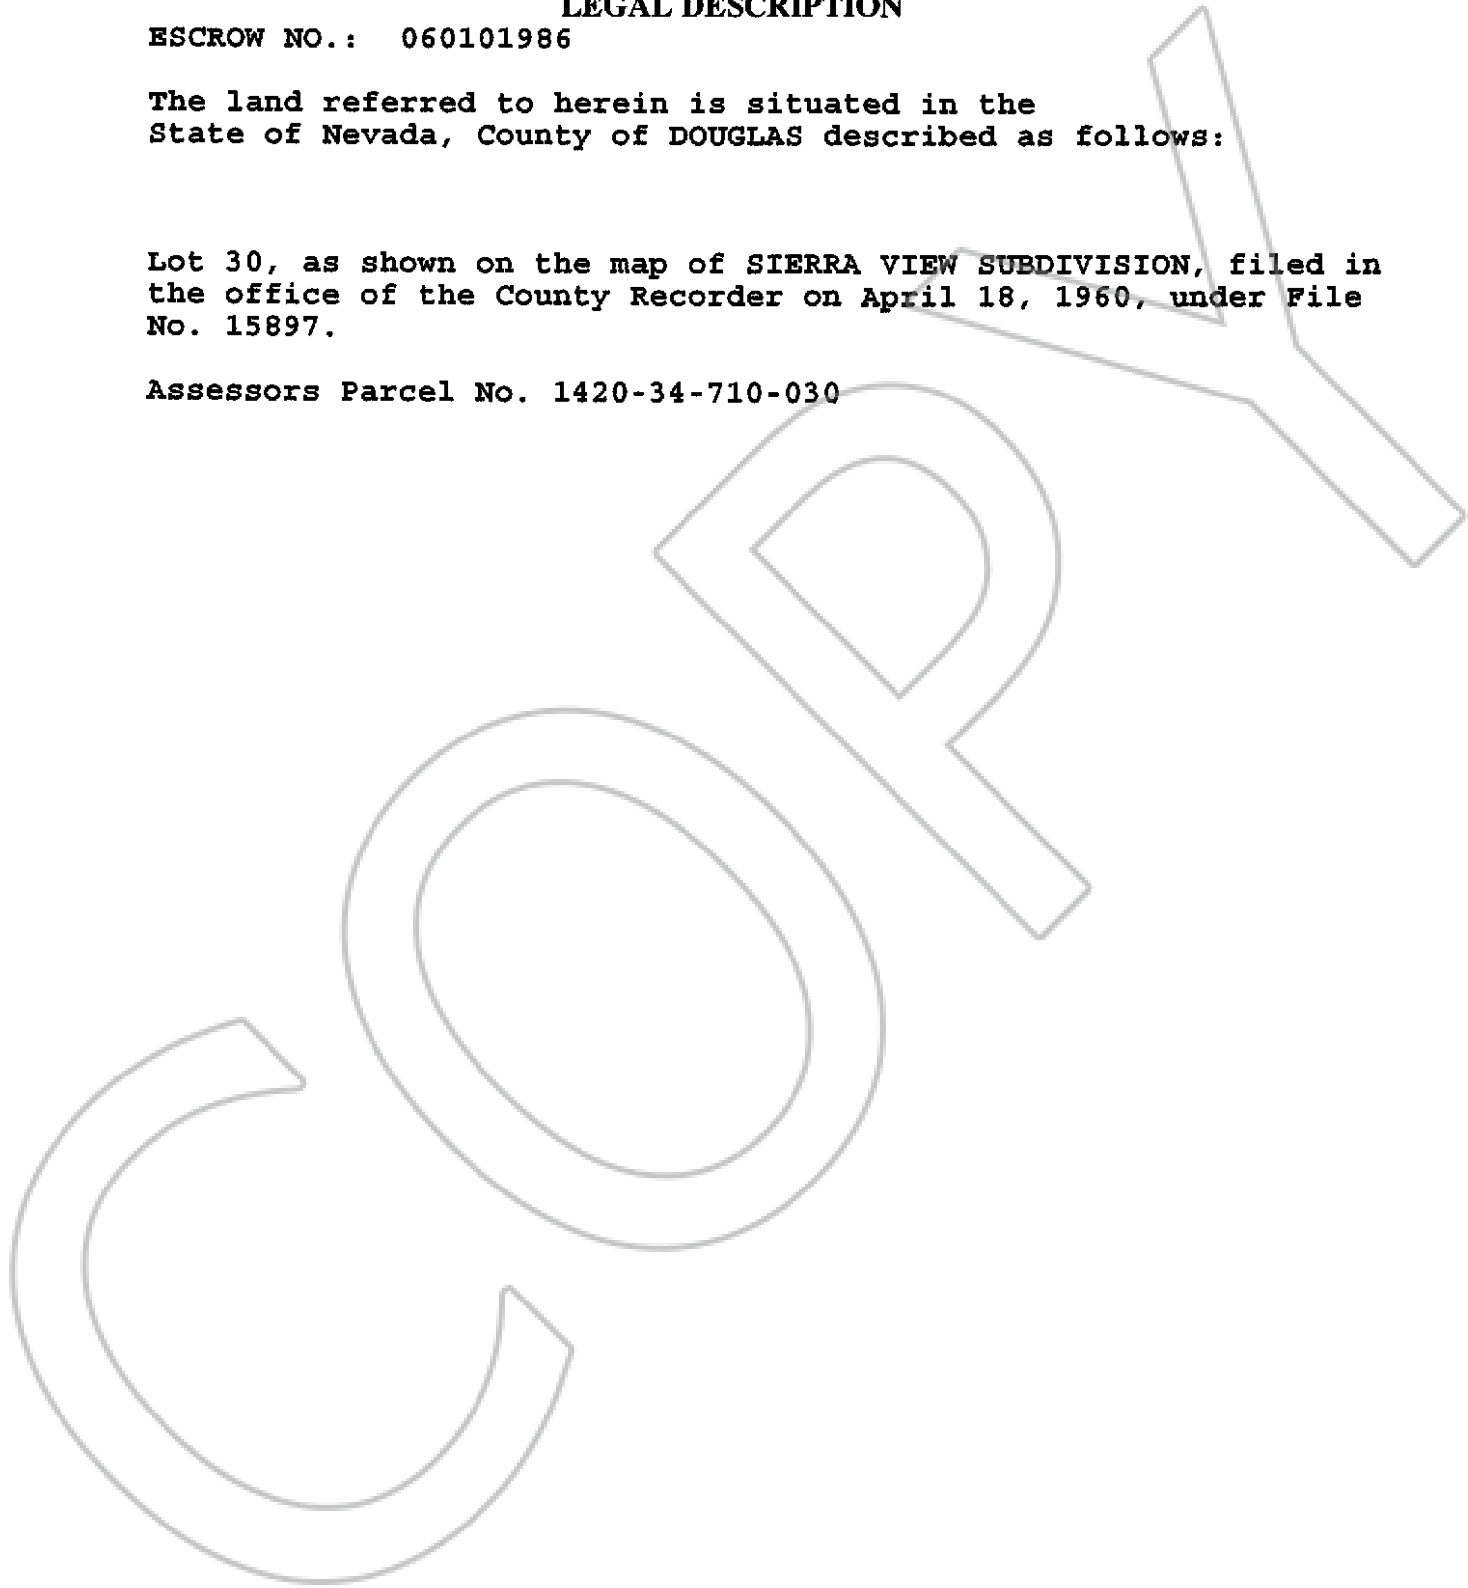 LEGAL DESCRIPTION
ESCROW NO.: 060101986
The land referred to herein is situated in the
State of Nevada, County of DOUGLAS described as follows:
Lot 30, as shown on the map of SIERRA VIEW SUBDIVISION, filed in
the office of the County Recorder on April 18, 1960, under File
No. 15897.
Assessors Parcel No. 1420-34-710-030
COPY